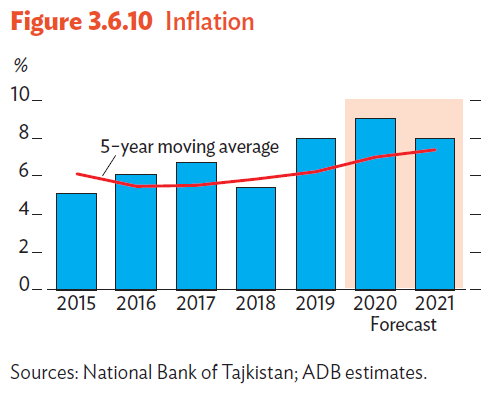 Figure 3.6.10 Inflation
%
10
8
5-year moving average
6
4
2
0
2015 2016 2017 2018 2019 2020 2021
Forecast
Sources: National Bank of Tajkistan; ADB estimates.